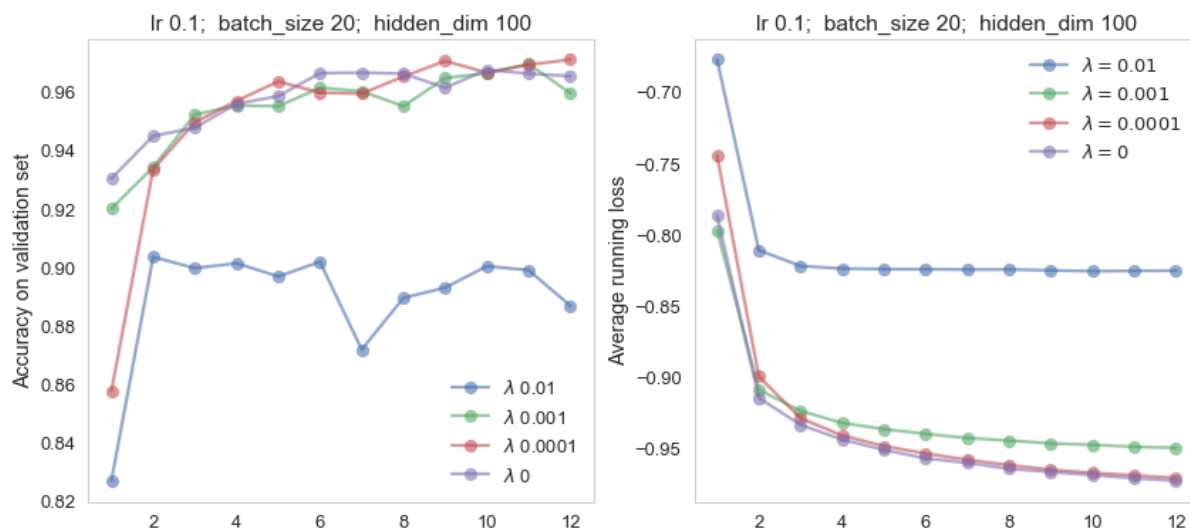 lr 0.1;  batch_size 20;  hidden_dim 100
Accuracy on validation set
0.96
0.94
0.92
0.90
0.88
0.86
0.84
0.82
λ 0.01
λ 0.001
λ 0.0001
λ 0
2 4 6 8 10 12
lr 0.1;  batch_size 20;  hidden_dim 100
Average running loss
−0.70
−0.75
−0.80
−0.85
−0.90
−0.95
λ = 0.01
λ = 0.001
λ = 0.0001
λ = 0
2 4 6 8 10 12